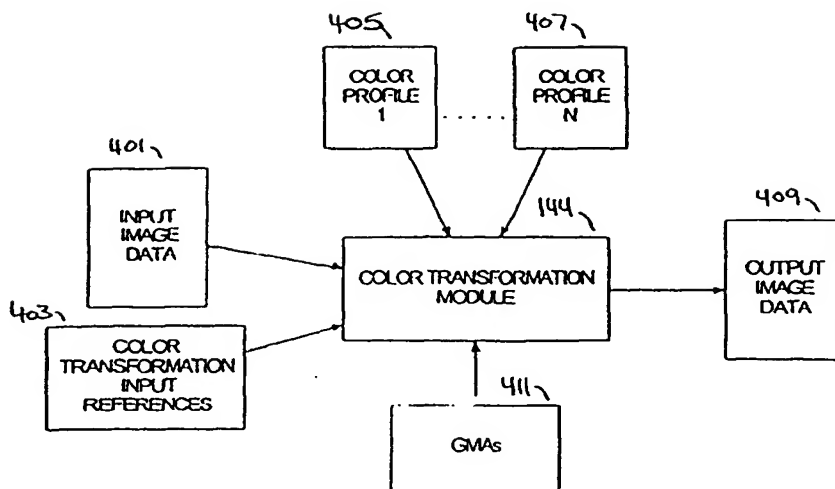 405
407
COLOR
PROFILE
1
COLOR
PROFILE
N
401
INPUT
IMAGE
DATA
144
COLOR TRANSFORMATION
MODULE
409
OUTPUT
IMAGE
DATA
403
COLOR
TRANSFORMATION
INPUT
REFERENCES
411
GMAs